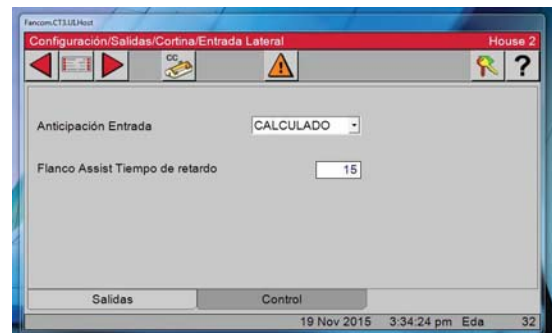 Fancom.CT3.ULHost
Configuración/Salidas/Cortina/Entrada Lateral House 2
CC
?
Anticipación Entrada CALCULADO
Flanco Assist Tiempo de retardo 15
Salidas Control
19 Nov 2015 3:34:24 pm Eda 32